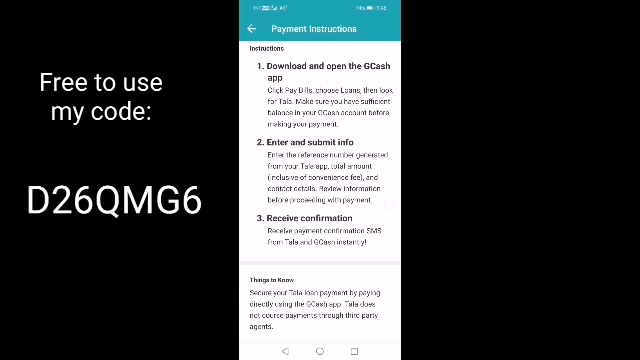 Free to use
my code:
D26QMG6
Payment Instructions
Instructions
1. Download and open the GCash
app
Click Pay Bills, choose Loans, then look
for Tala. Make sure you have sufficient
balance in your GCash account before
making your payment.
2. Enter and submit info
Enter the reference number generated
from your Tala app, total amount
(inclusive of convenience fee), and
contact details. Review information
before proceeding with payment.
3. Receive confirmation
Receive payment confirmation SMS
from Tala and GCash instantly!
Things to Know
Secure your Tala loan payment by paying
directly using the GCash app. Tala does
not course payments through third party
agents.